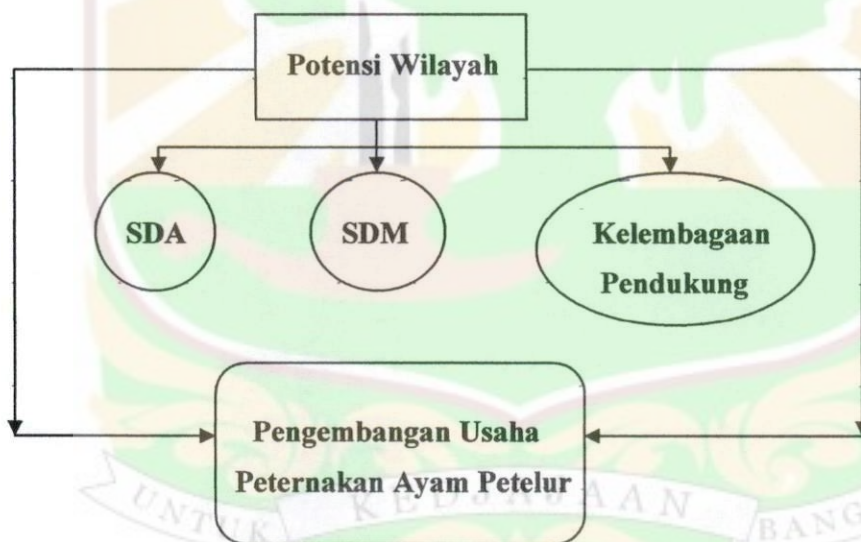 Potensi Wilayah
SDA
SDM
Kelembagaan
Pendukung
Pengembangan Usaha
Peternakan Ayam Petelur
UNTUK KEDJAJAAN BANG